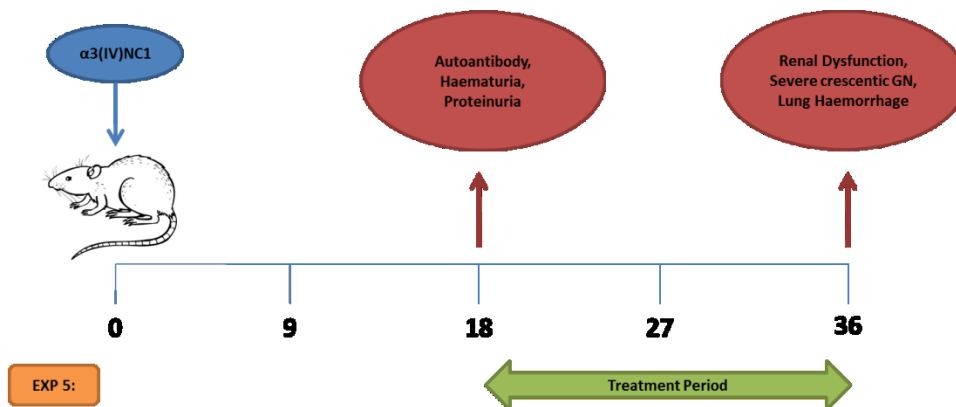 α3(IV)NC1
Autoantibody,
Haematuria,
Proteinuria
Renal Dysfunction,
Severe crescentic GN,
Lung Haemorrhage
0 9 18 27 36
EXP 5:
Treatment Period